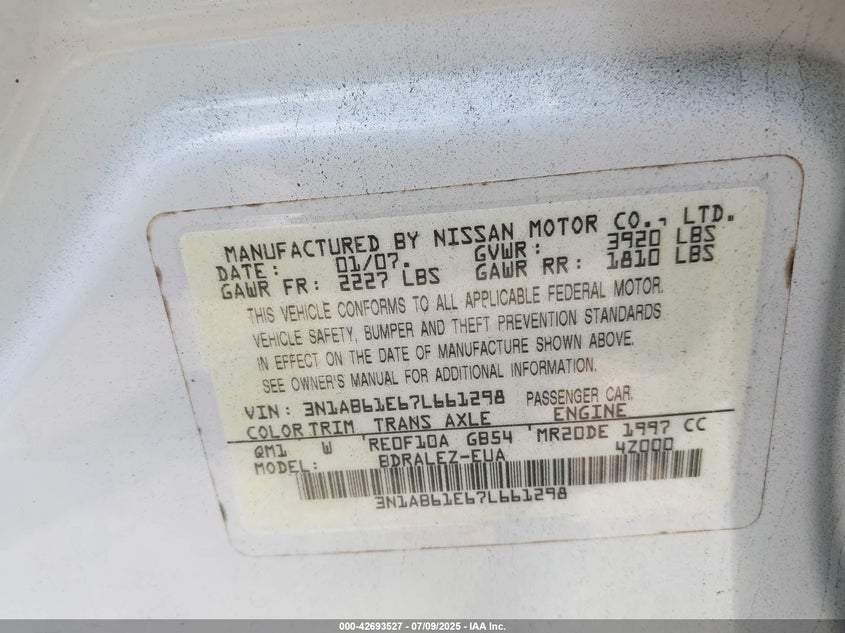 MANUFACTURED BY NISSAN MOTOR CO., LTD.
DATE: 01/07. GVWR: 3920 LBS
GAWR FR: 2227 LBS GAWR RR: 1810 LBS
THIS VEHICLE CONFORMS TO ALL APPLICABLE FEDERAL MOTOR.
VEHICLE SAFETY, BUMPER AND THEFT PREVENTION STANDARDS
IN EFFECT ON THE DATE OF MANUFACTURE SHOWN ABOVE.
SEE OWNER'S MANUAL FOR ADDITIONAL INFORMATION.
VIN: 3N1AB61E67L661298 PASSENGER CAR.
COLOR TRIM TRANS AXLE ENGINE
QM1 W RE0F10A GB54 MR20DE 1997 CC
MODEL: BDRALEZ-EUA 4Z000
3N1AB61E67L661298
000-42693527 - 07/09/2025 - IAA Inc.